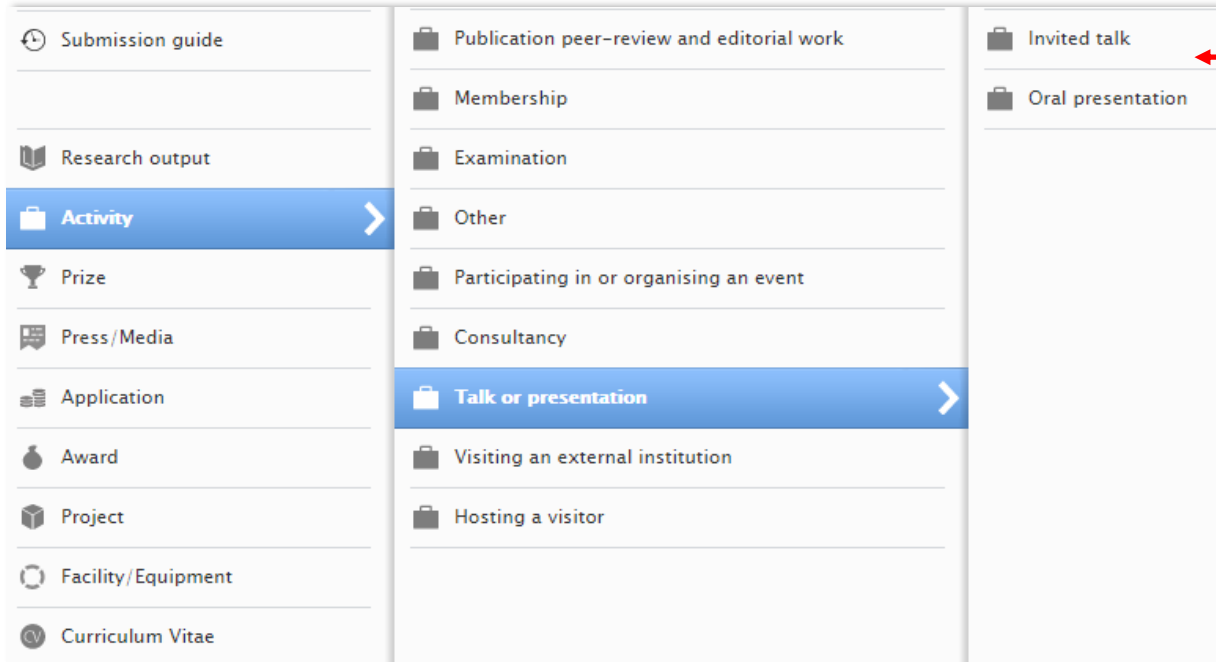 Submission guide
Research output
Activity
Prize
Press/Media
Application
Award
Project
Facility/Equipment
CV Curriculum Vitae
Publication peer-review and editorial work
Membership
Examination
Other
Participating in or organising an event
Consultancy
Talk or presentation
Visiting an external institution
Hosting a visitor
Invited talk
Oral presentation